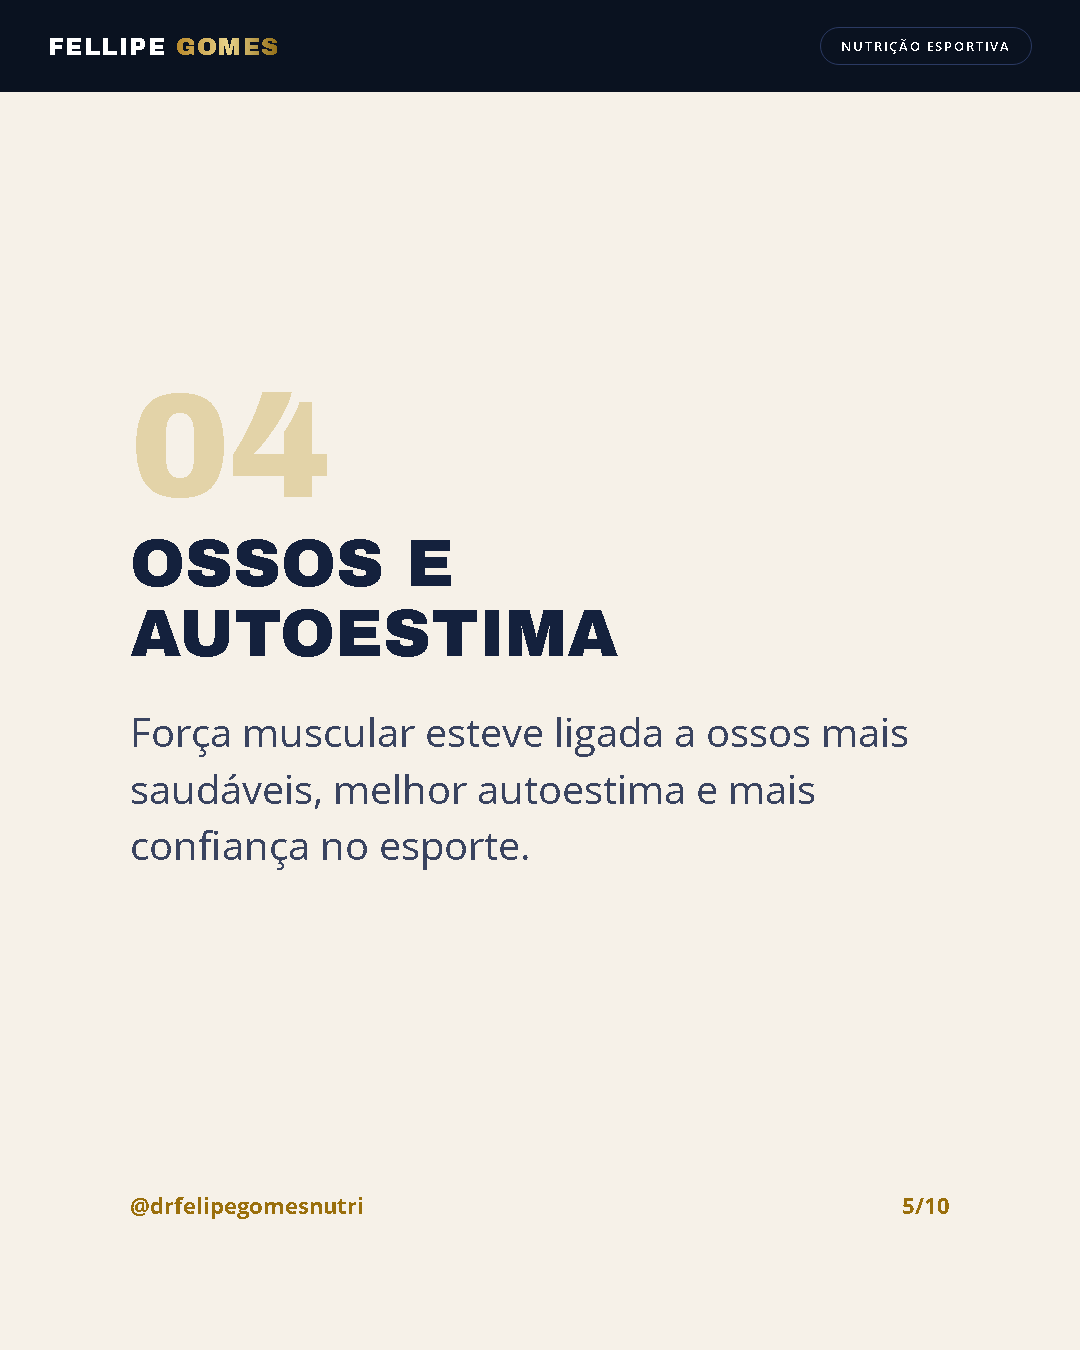 FELLIPE GOMES
NUTRIÇÃO ESPORTIVA
04
OSSOS E
AUTOESTIMA
Força muscular esteve ligada a ossos mais
saudáveis, melhor autoestima e mais
confiança no esporte.
@drfelipegomesnutri
5/10